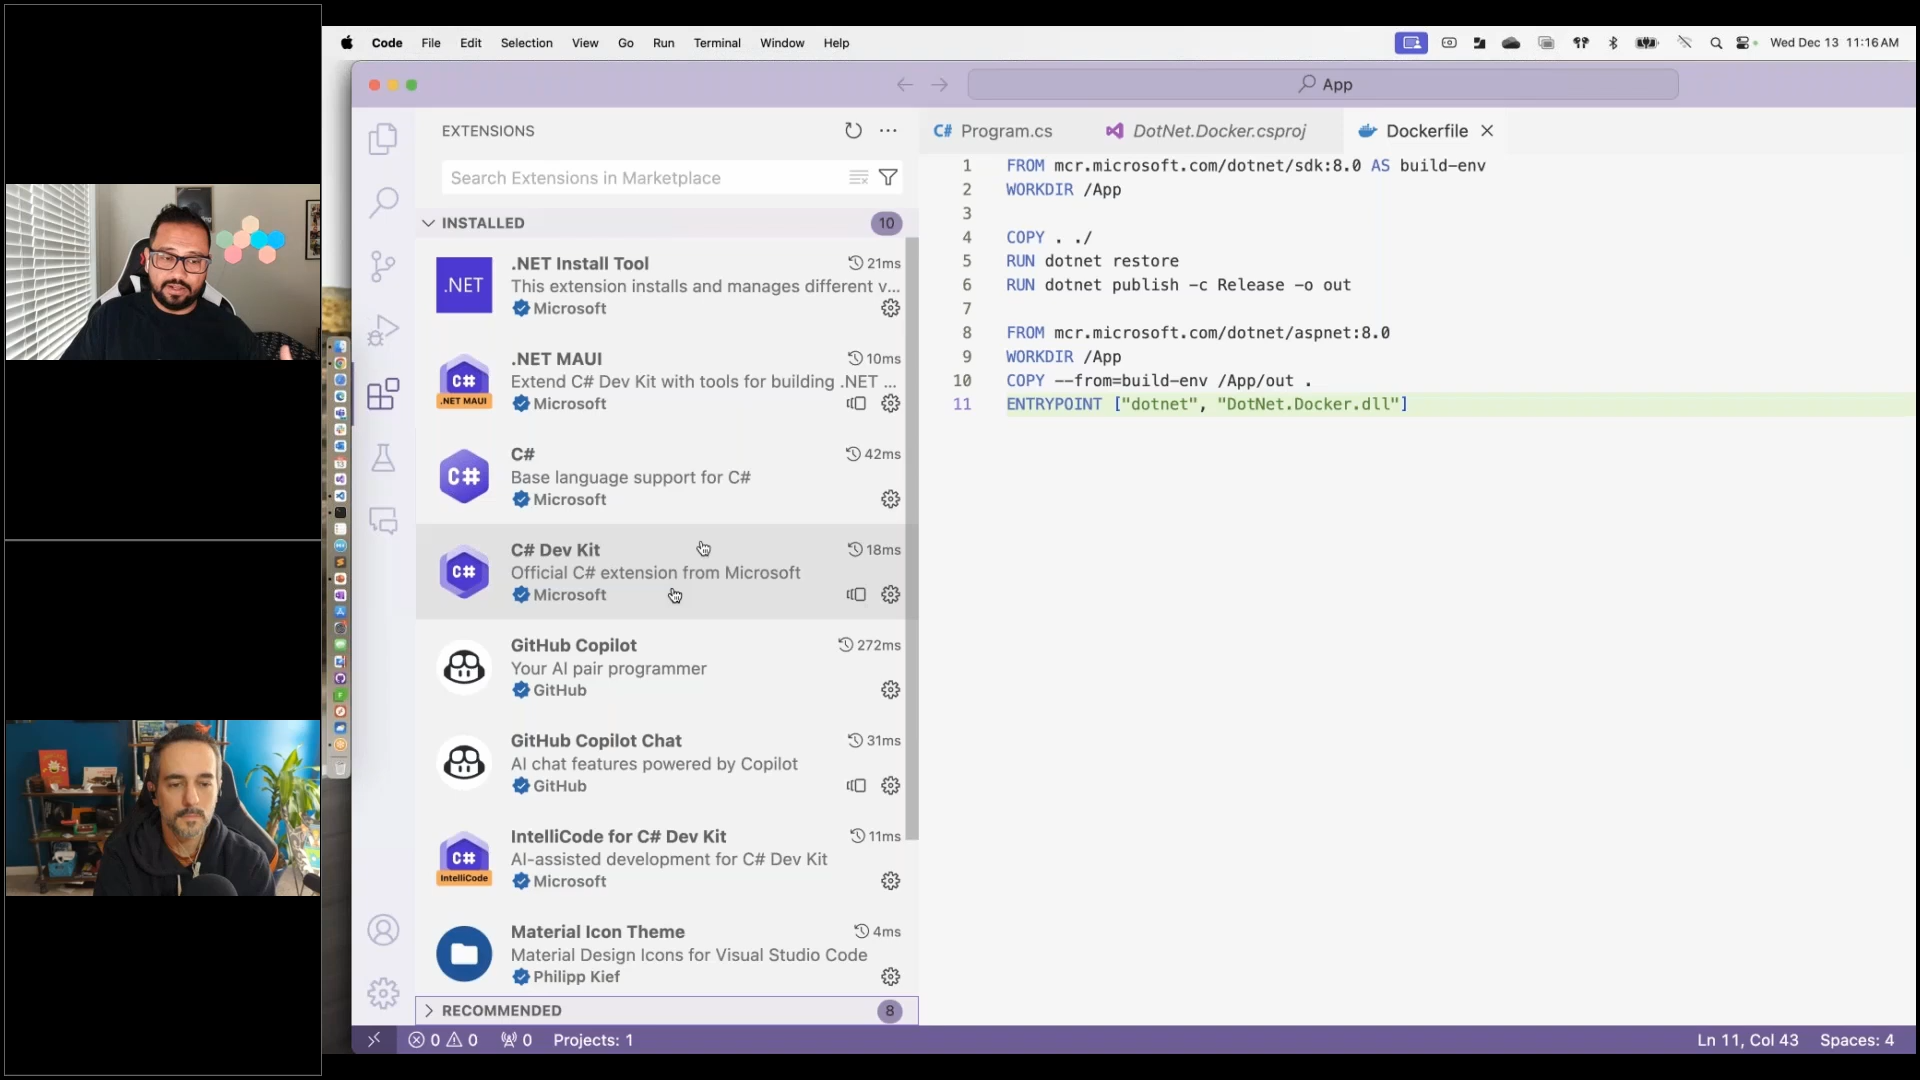 Code File Edit Selection View Go Run Terminal Window Help
Wed Dec 13 11:16 AM
App
EXTENSIONS
Search Extensions in Marketplace
INSTALLED 10
.NET
.NET Install Tool 21ms
This extension installs and manages different v...
Microsoft
C#
.NET MAUI
.NET MAUI 10ms
Extend C# Dev Kit with tools for building .NET ...
Microsoft
C#
C# 42ms
Base language support for C#
Microsoft
C#
C# Dev Kit 18ms
Official C# extension from Microsoft
Microsoft
GitHub Copilot 272ms
Your AI pair programmer
GitHub
GitHub Copilot Chat 31ms
AI chat features powered by Copilot
GitHub
C#
IntelliCode
IntelliCode for C# Dev Kit 11ms
AI-assisted development for C# Dev Kit
Microsoft
Material Icon Theme 4ms
Material Design Icons for Visual Studio Code
Philipp Kief
RECOMMENDED 8
C# Program.cs DotNet.Docker.csproj Dockerfile
1 FROM mcr.microsoft.com/dotnet/sdk:8.0 AS build-env
2 WORKDIR /App
3
4 COPY . ./
5 RUN dotnet restore
6 RUN dotnet publish -c Release -o out
7
8 FROM mcr.microsoft.com/dotnet/aspnet:8.0
9 WORKDIR /App
10 COPY --from=build-env /App/out .
11 ENTRYPOINT ["dotnet", "DotNet.Docker.dll"]
0 0 0 Projects: 1
Ln 11, Col 43 Spaces: 4